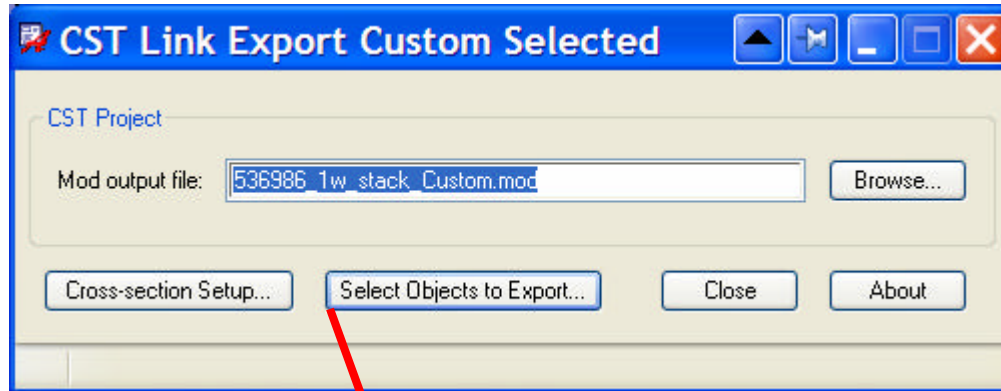 CST Link Export Custom Selected
CST Project
Mod output file: 536986_1w_stack_Custom.mod Browse...
Cross-section Setup... Select Objects to Export... Close About